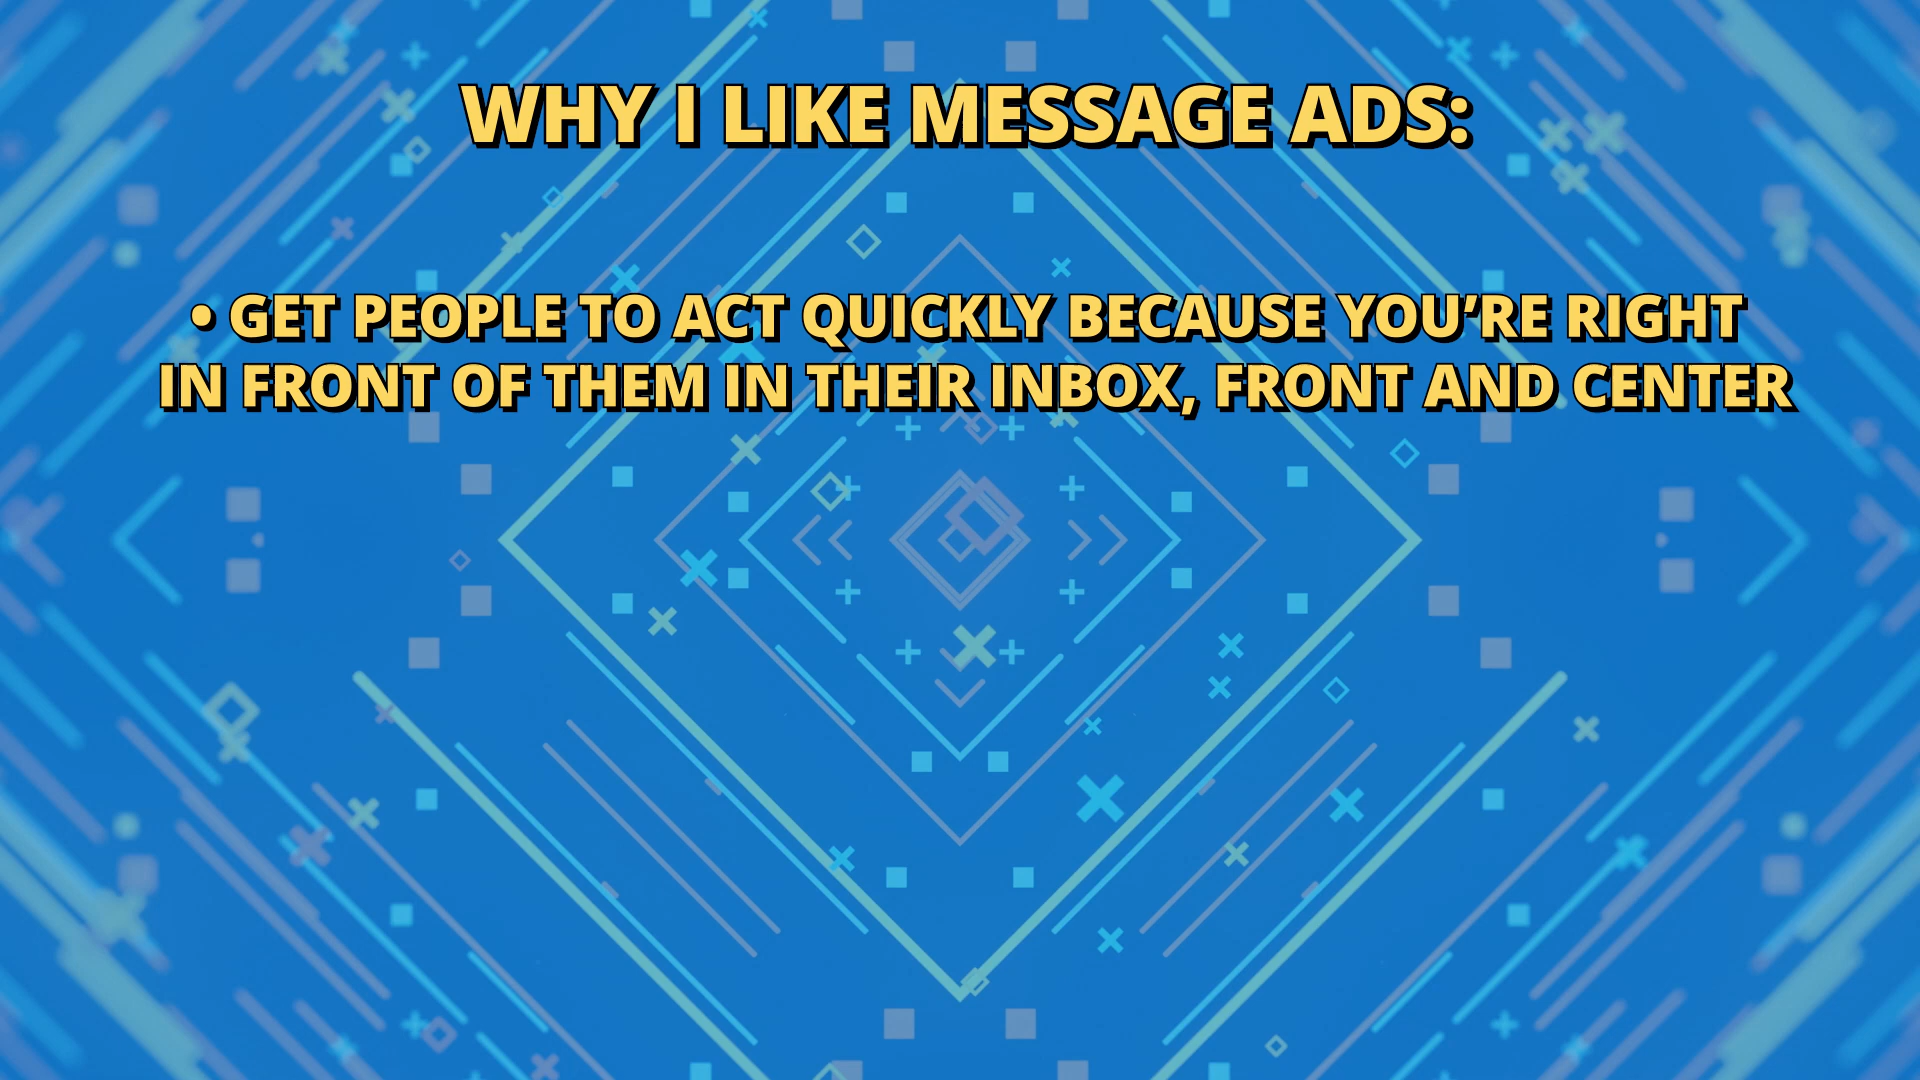 WHY I LIKE MESSAGE ADS:
• GET PEOPLE TO ACT QUICKLY BECAUSE YOU’RE RIGHT
IN FRONT OF THEM IN THEIR INBOX, FRONT AND CENTER